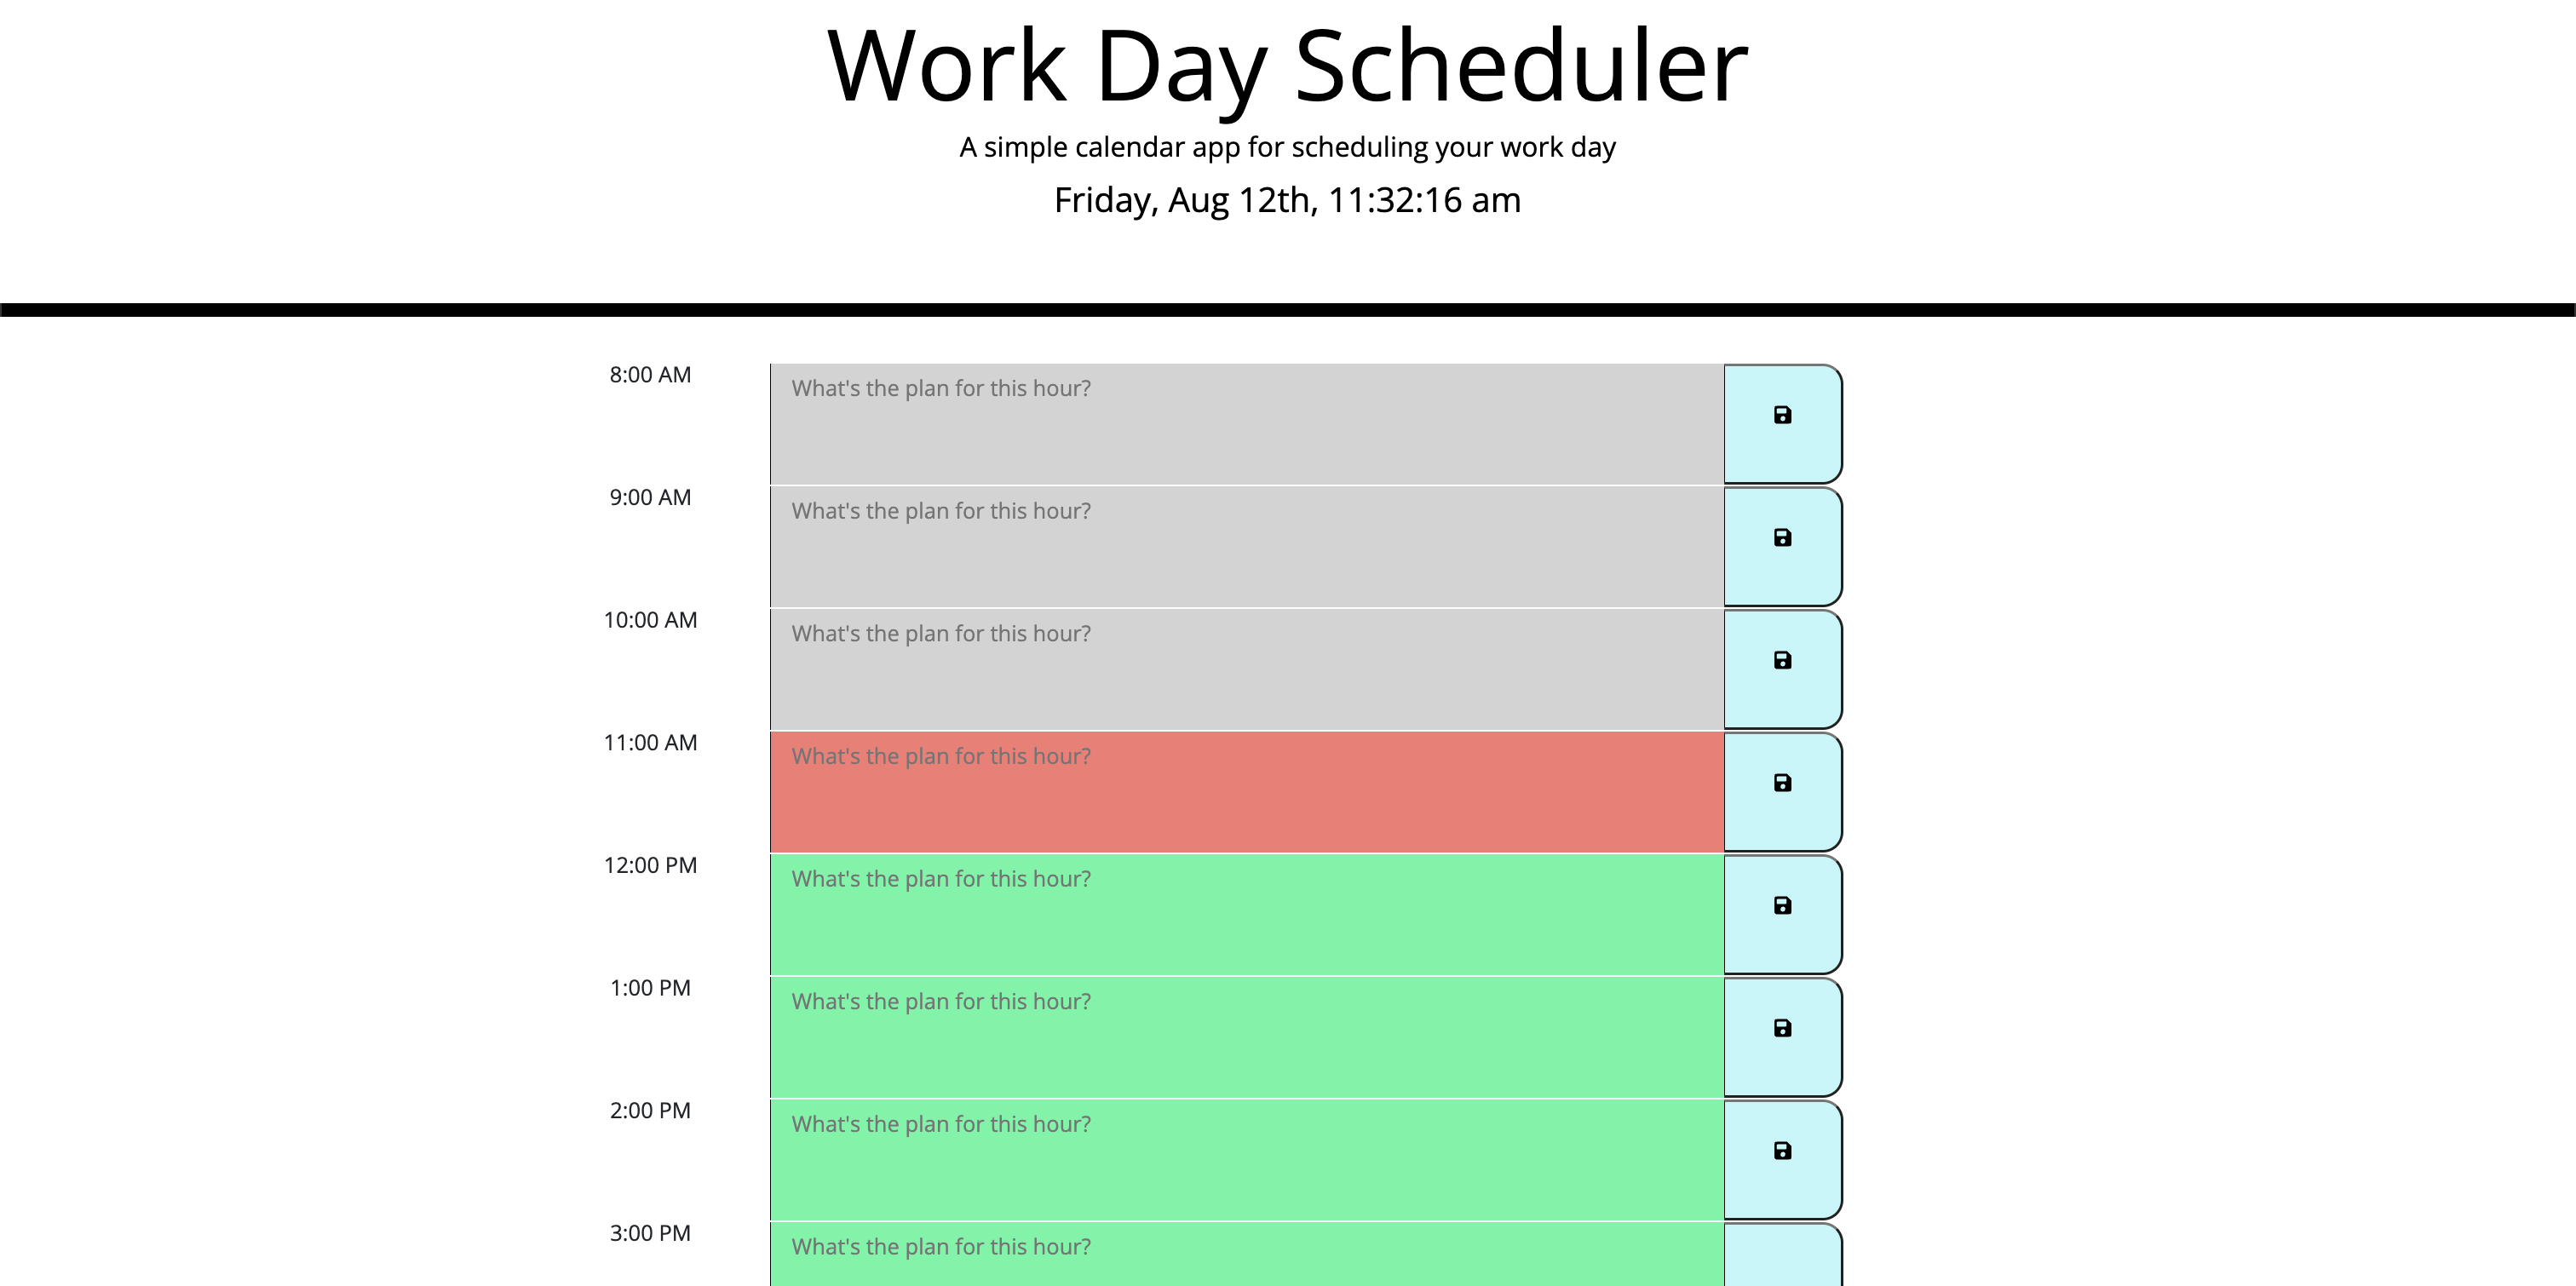 Work Day Scheduler
A simple calendar app for scheduling your work day
Friday, Aug 12th, 11:32:16 am
8:00 AM What's the plan for this hour?
9:00 AM What's the plan for this hour?
10:00 AM What's the plan for this hour?
11:00 AM What's the plan for this hour?
12:00 PM What's the plan for this hour?
1:00 PM What's the plan for this hour?
2:00 PM What's the plan for this hour?
3:00 PM What's the plan for this hour?